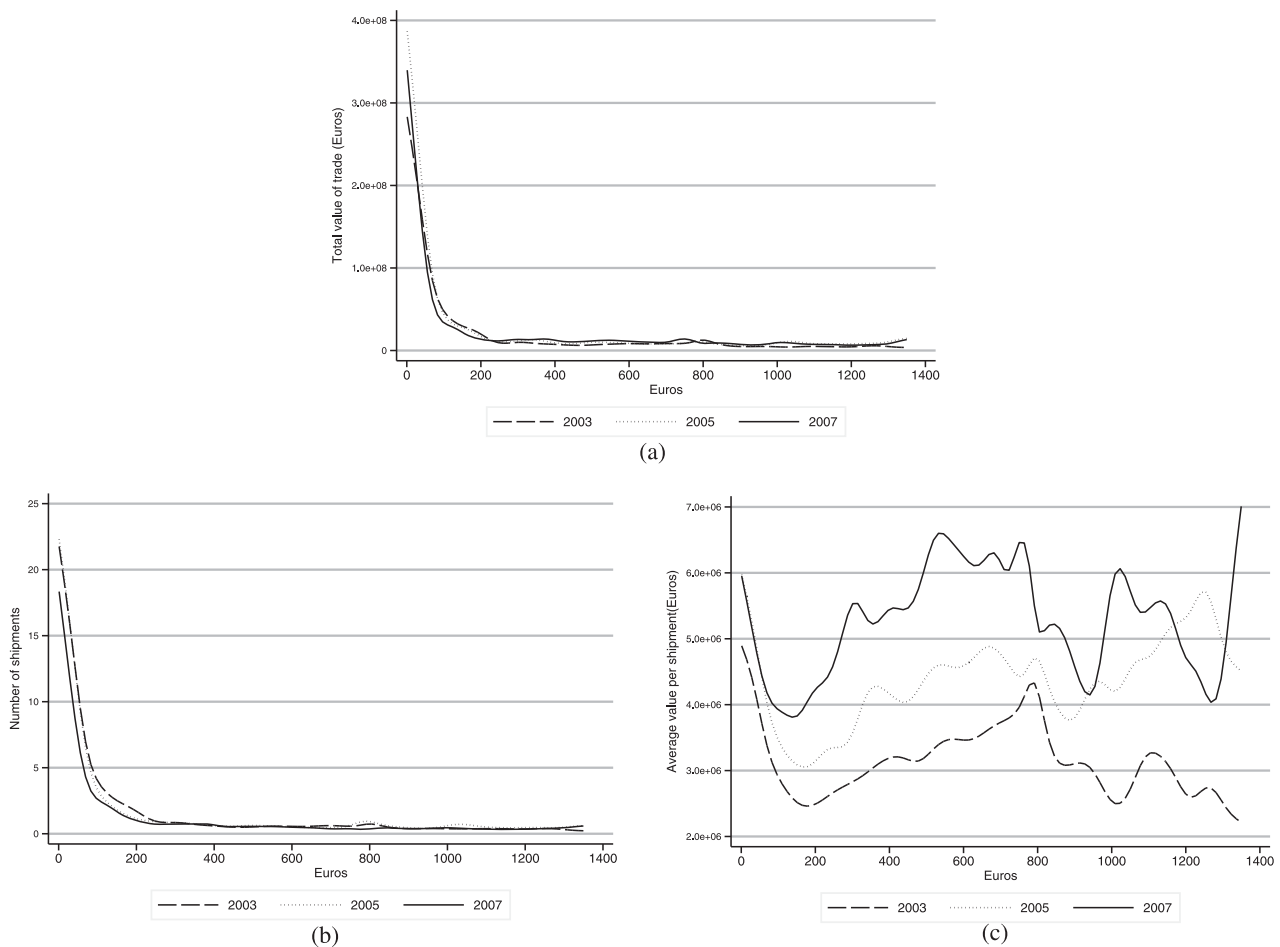 Total value of trade (Euros)
4.0e+08
3.0e+08
2.0e+08
1.0e+08
0
0 200 400 600 800 1000 1200 1400
Euros
2003 2005 2007
(a)
Number of shipments
25
20
15
10
5
0
0 200 400 600 800 1000 1200 1400
Euros
2003 2005 2007
(b)
Average value per shipment(Euros)
7.0e+06
6.0e+06
5.0e+06
4.0e+06
3.0e+06
2.0e+06
0 200 400 600 800 1000 1200 1400
Euros
2003 2005 2007
(c)